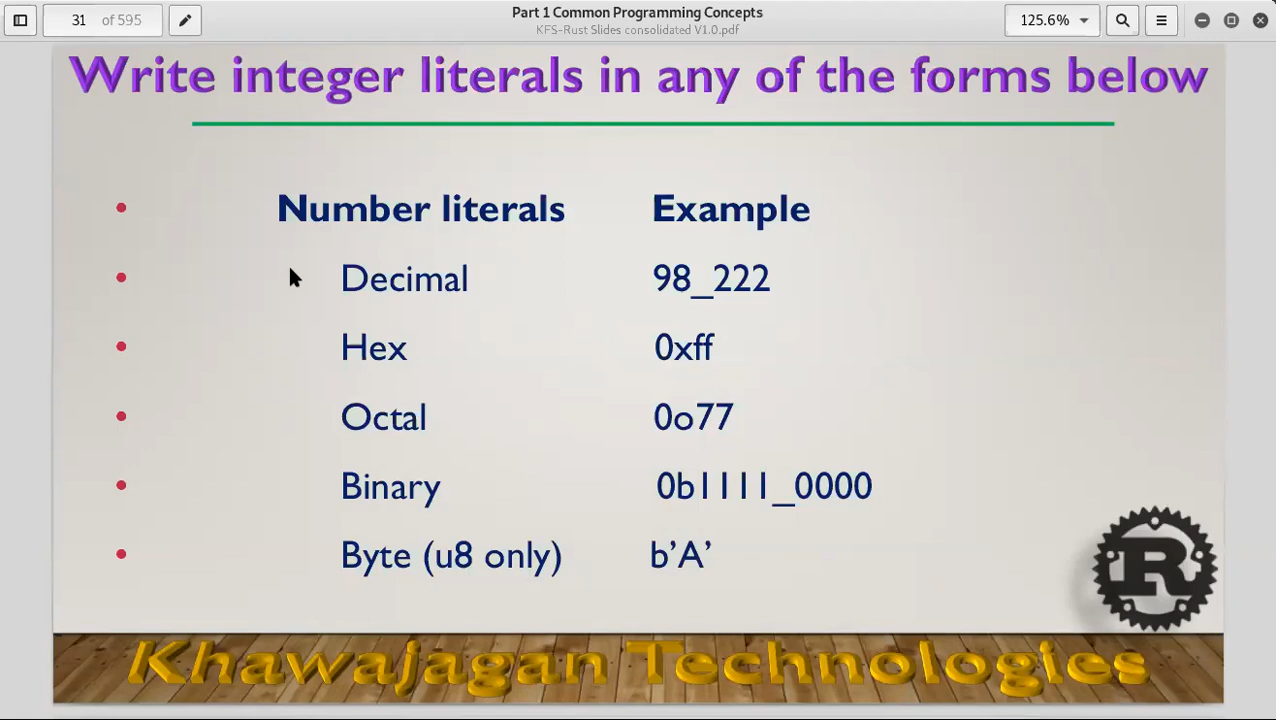 31 of 595
Part 1 Common Programming Concepts
KFS-Rust Slides consolidated V1.0.pdf
125.6%
Write integer literals in any of the forms below
• Number literals Example
• Decimal 98_222
• Hex 0xff
• Octal 0o77
• Binary 0b1111_0000
• Byte (u8 only) b’A’
R
Khawajagan Technologies